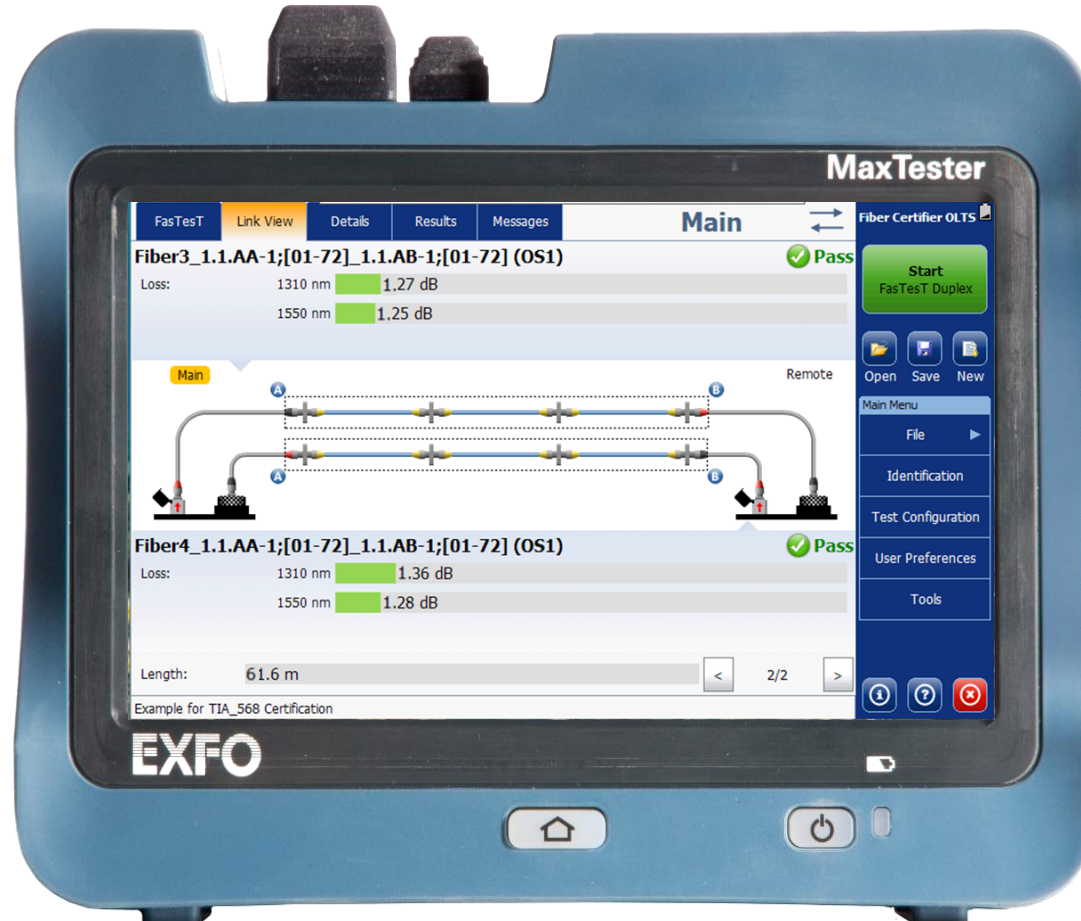 MaxTester
FasTesT Link View Details Results Messages Main
Fiber Certifier OLTS
Fiber3_1.1.AA-1;[01-72]_1.1.AB-1;[01-72] (OS1) Pass
Loss: 1310 nm 1.27 dB
1550 nm 1.25 dB
Start
FasTesT Duplex
Open Save New
Main Remote
A B
A B
Main Menu
File
Identification
Test Configuration
User Preferences
Tools
Fiber4_1.1.AA-1;[01-72]_1.1.AB-1;[01-72] (OS1) Pass
Loss: 1310 nm 1.36 dB
1550 nm 1.28 dB
Length: 61.6 m < 2/2 >
Example for TIA_568 Certification
EXFO